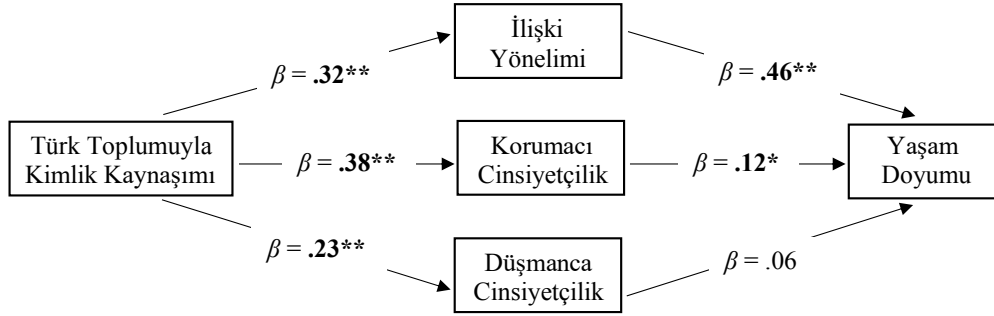 İlişki
Yönelimi
β = .32**
β = .46**
Türk Toplumuyla
Kimlik Kaynaşımı
β = .38**
Korumacı
Cinsiyetçilik
β = .12*
Yaşam
Doyumu
β = .23**
Düşmanca
Cinsiyetçilik
β = .06